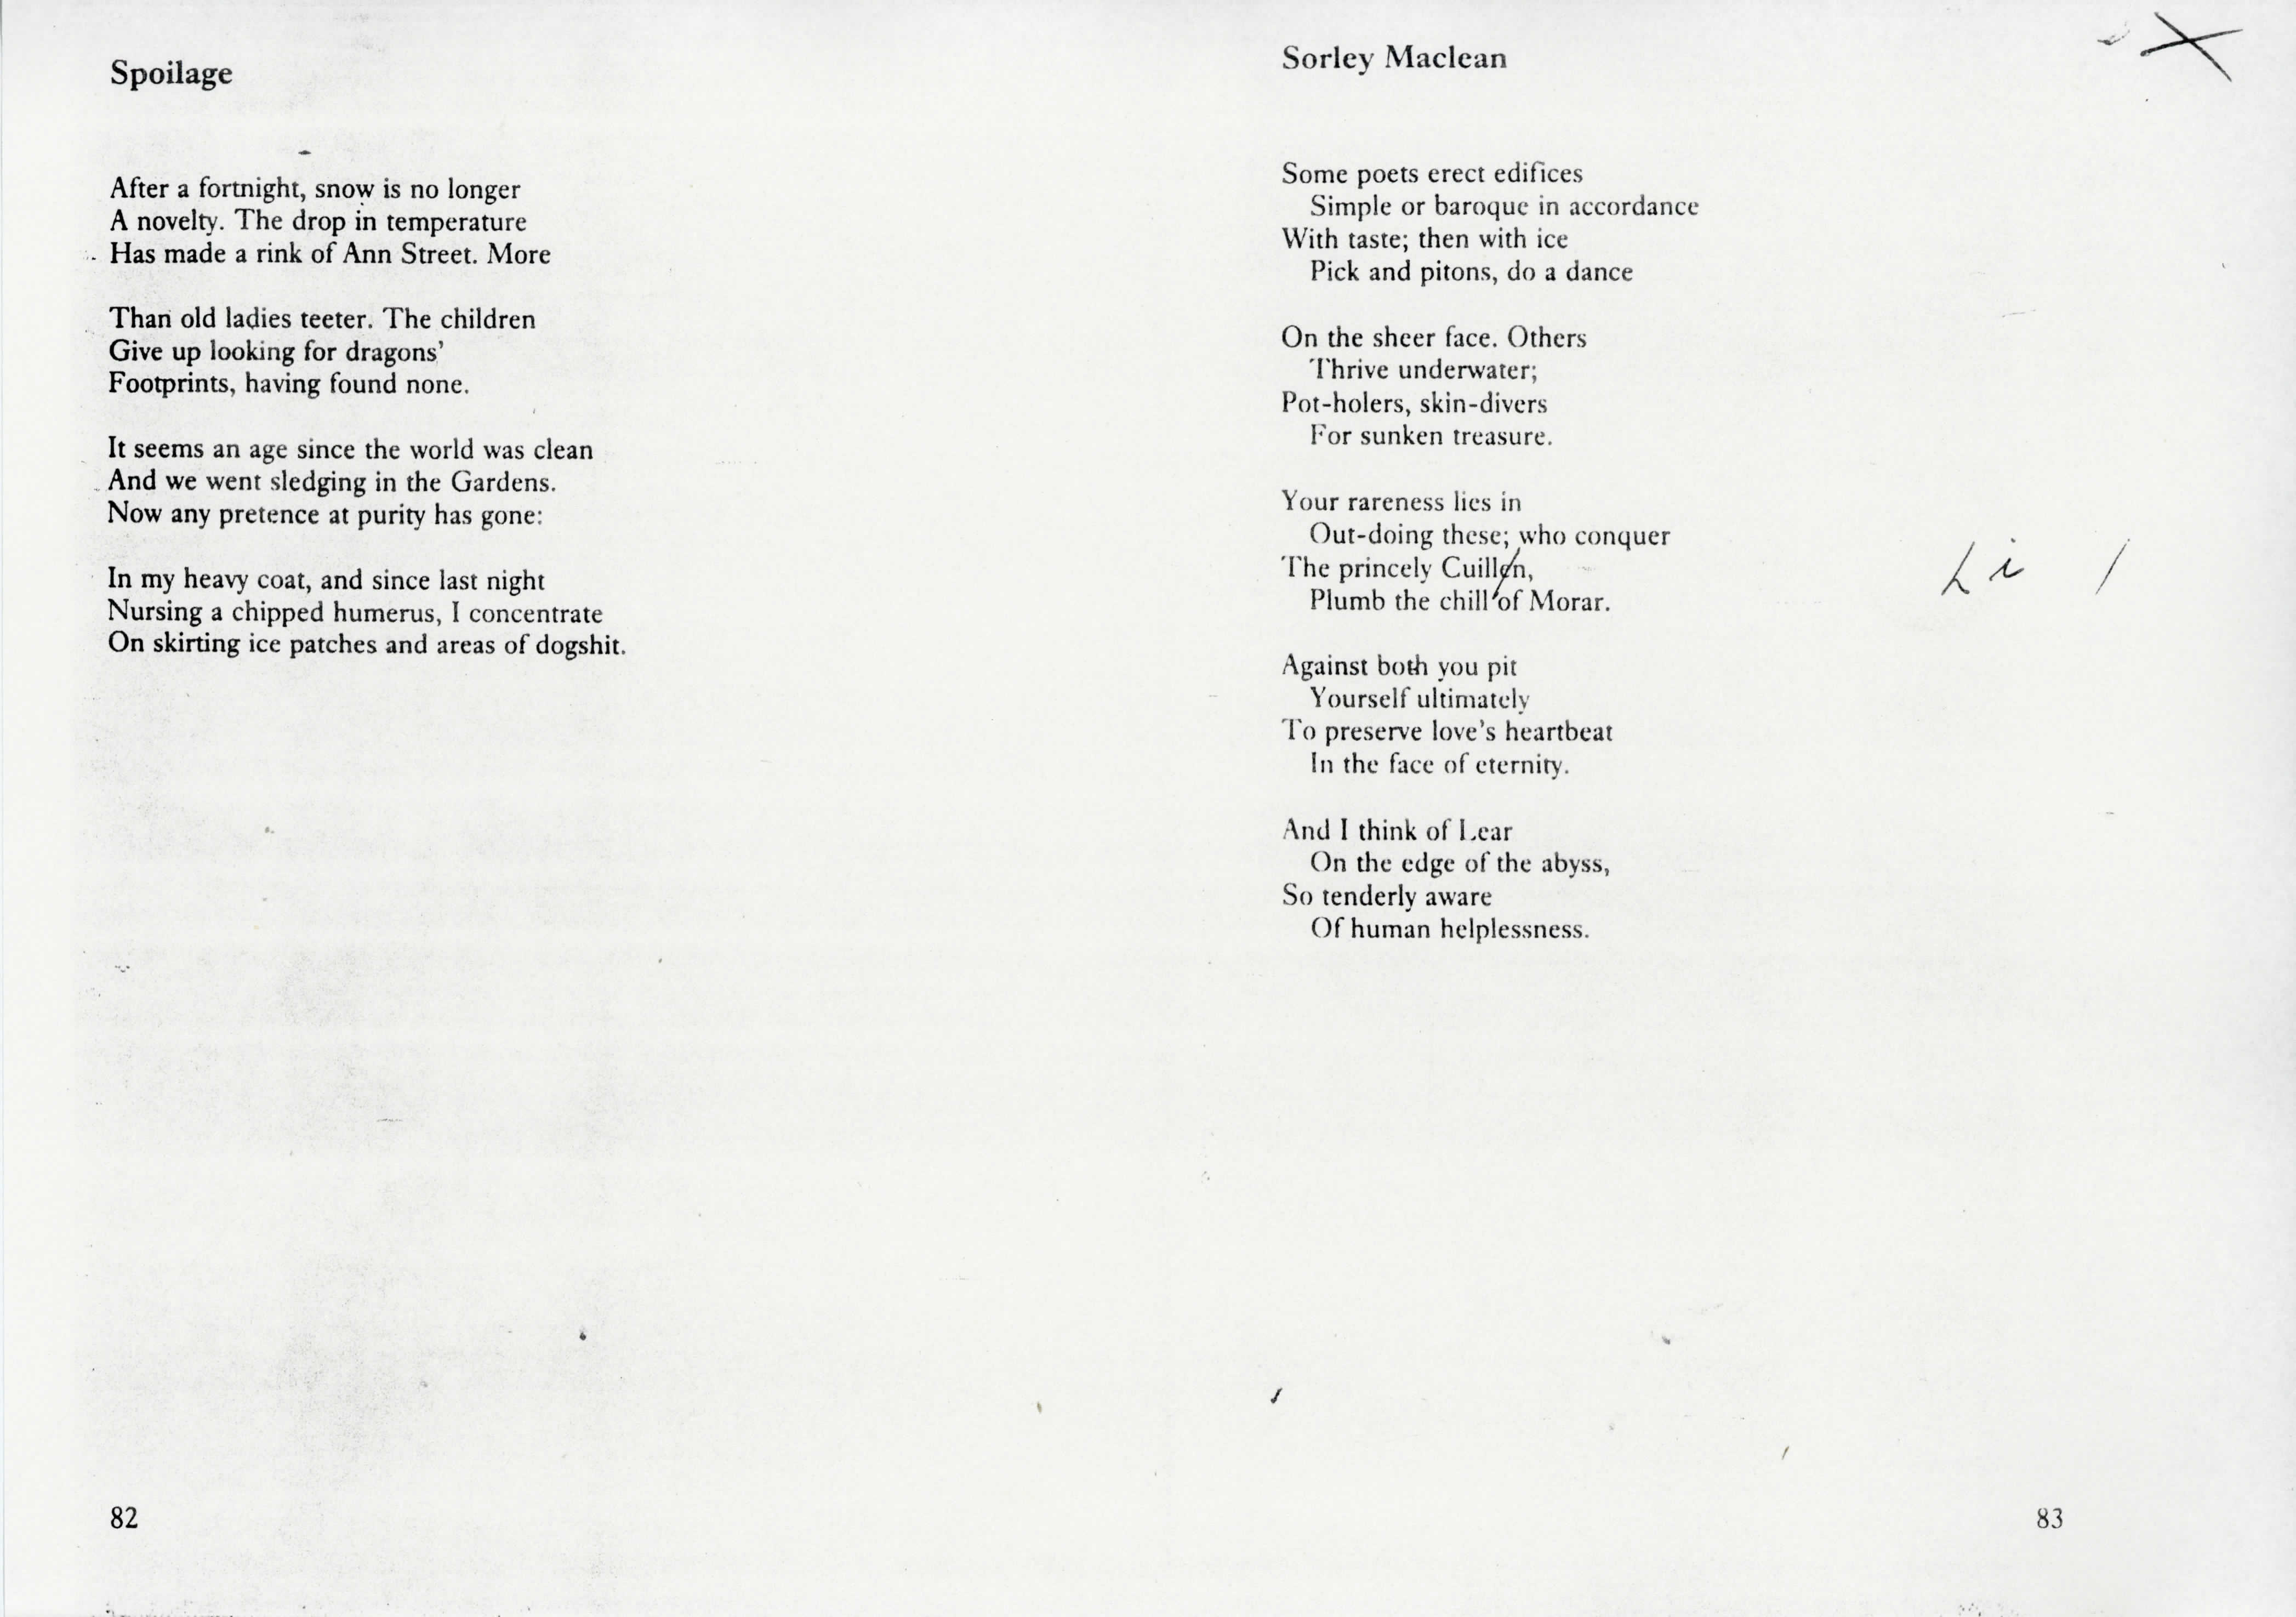 Spoilage
After a fortnight, snow is no longer
A novelty. The drop in temperature
Has made a rink of Ann Street. More
Than old ladies teeter. The children
Give up looking for dragons’
Footprints, having found none.
It seems an age since the world was clean
And we went sledging in the Gardens.
Now any pretence at purity has gone:
In my heavy coat, and since last night
Nursing a chipped humerus, I concentrate
On skirting ice patches and areas of dogshit.
82
Sorley Maclean
Some poets erect edifices
Simple or baroque in accordance
With taste; then with ice
Pick and pitons, do a dance
On the sheer face. Others
Thrive underwater;
Pot-holers, skin-divers
For sunken treasure.
Your rareness lies in
Out-doing these; who conquer
The princely Cuillen,
Plumb the chill of Morar.
Against both you pit
Yourself ultimately
To preserve love’s heartbeat
In the face of eternity.
And I think of Lear
On the edge of the abyss,
So tenderly aware
Of human helplessness.
i /
83